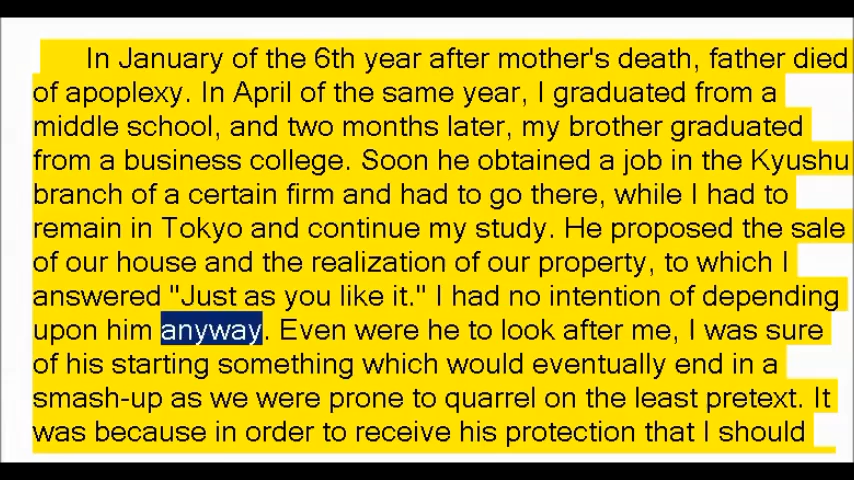 In January of the 6th year after mother's death, father died
of apoplexy. In April of the same year, I graduated from a
middle school, and two months later, my brother graduated
from a business college. Soon he obtained a job in the Kyushu
branch of a certain firm and had to go there, while I had to
remain in Tokyo and continue my study. He proposed the sale
of our house and the realization of our property, to which I
answered "Just as you like it." I had no intention of depending
upon him anyway. Even were he to look after me, I was sure
of his starting something which would eventually end in a
smash-up as we were prone to quarrel on the least pretext. It
was because in order to receive his protection that I should